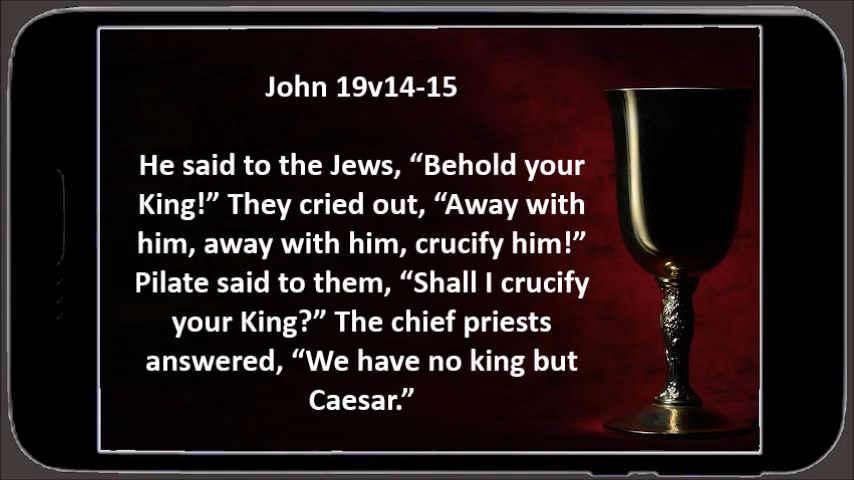 John 19v14-15
He said to the Jews, “Behold your
King!” They cried out, “Away with
him, away with him, crucify him!”
Pilate said to them, “Shall I crucify
your King?” The chief priests
answered, “We have no king but
Caesar.”